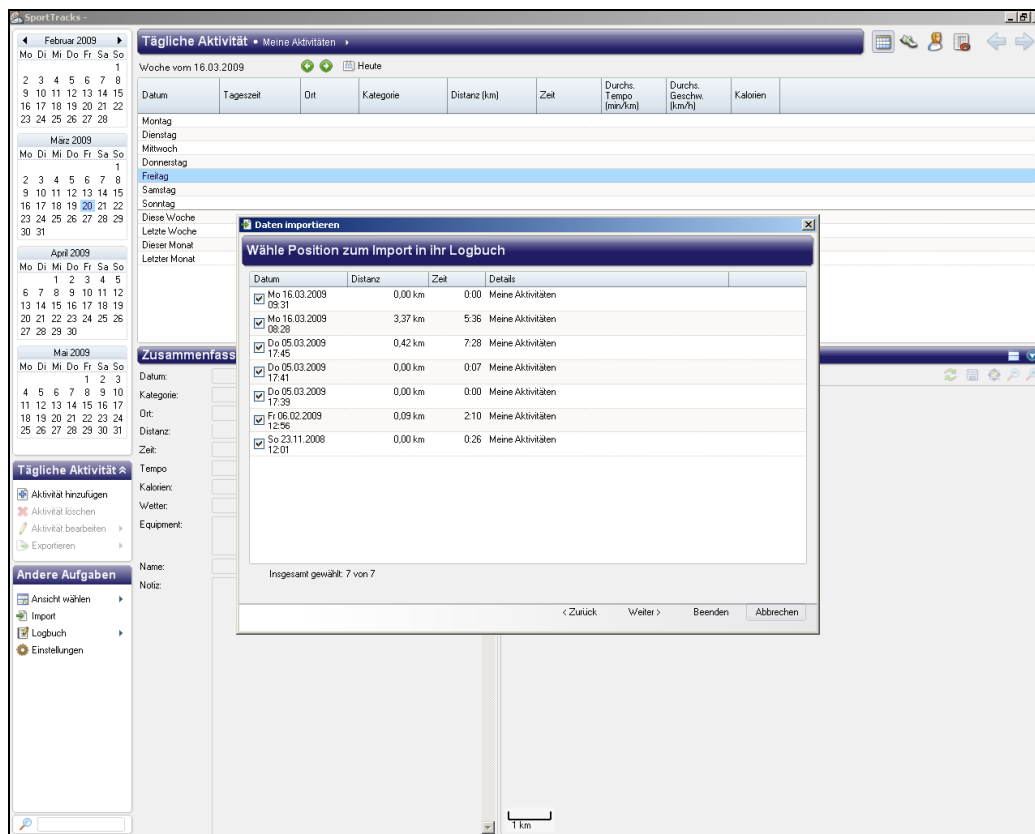 SportTracks -
Februar 2009
Mo Di Mi Do Fr Sa So
1
2 3 4 5 6 7 8
9 10 11 12 13 14 15
16 17 18 19 20 21 22
23 24 25 26 27 28
März 2009
Mo Di Mi Do Fr Sa So
1
2 3 4 5 6 7 8
9 10 11 12 13 14 15
16 17 18 19 20 21 22
23 24 25 26 27 28 29
30 31
April 2009
Mo Di Mi Do Fr Sa So
1 2 3 4 5
6 7 8 9 10 11 12
13 14 15 16 17 18 19
20 21 22 23 24 25 26
27 28 29 30
Mai 2009
Mo Di Mi Do Fr Sa So
1 2 3
4 5 6 7 8 9 10
11 12 13 14 15 16 17
18 19 20 21 22 23 24
25 26 27 28 29 30 31
Tägliche Aktivität
Aktivität hinzufügen
Aktivität löschen
Aktivität bearbeiten
Exportieren
Andere Aufgaben
Ansicht wählen
Import
Logbuch
Einstellungen
Tägliche Aktivität • Meine Aktivitäten
Woche vom 16.03.2009 Heute
Datum Tageszeit Ort Kategorie Distanz (km) Zeit Durchs. Tempo (min/km) Durchs. Geschw. (km/h) Kalorien
Montag
Dienstag
Mittwoch
Donnerstag
Freitag
Samstag
Sonntag
Diese Woche
Letzte Woche
Dieser Monat
Letzter Monat
Zusammenfass
Datum:
Kategorie:
Ort:
Distanz:
Zeit:
Tempo
Kalorien:
Wetter:
Equipment:
Name:
Notiz:
Daten importieren
Wähle Position zum Import in ihr Logbuch
Datum Distanz Zeit Details
Mo 16.03.2009 0,00 km 0:00 Meine Aktivitäten
09:31
Mo 16.03.2009 3,37 km 5:36 Meine Aktivitäten
08:28
Do 05.03.2009 0,42 km 7:28 Meine Aktivitäten
17:45
Do 05.03.2009 0,00 km 0:07 Meine Aktivitäten
17:41
Do 05.03.2009 0,00 km 0:00 Meine Aktivitäten
17:39
Fr 06.02.2009 0,09 km 2:10 Meine Aktivitäten
12:56
So 23.11.2008 0,00 km 0:26 Meine Aktivitäten
12:01
Insgesamt gewählt: 7 von 7
< Zurück Weiter > Beenden Abbrechen
1 km